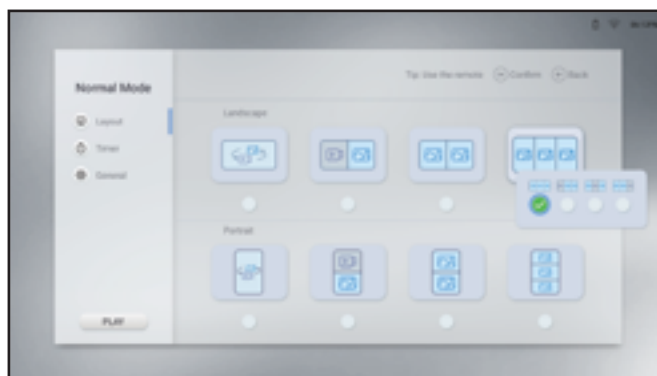 Tip: Use the remote Confirm Back
Normal Mode
Layout
Timer
General
Landscape
Portrait
PLAY